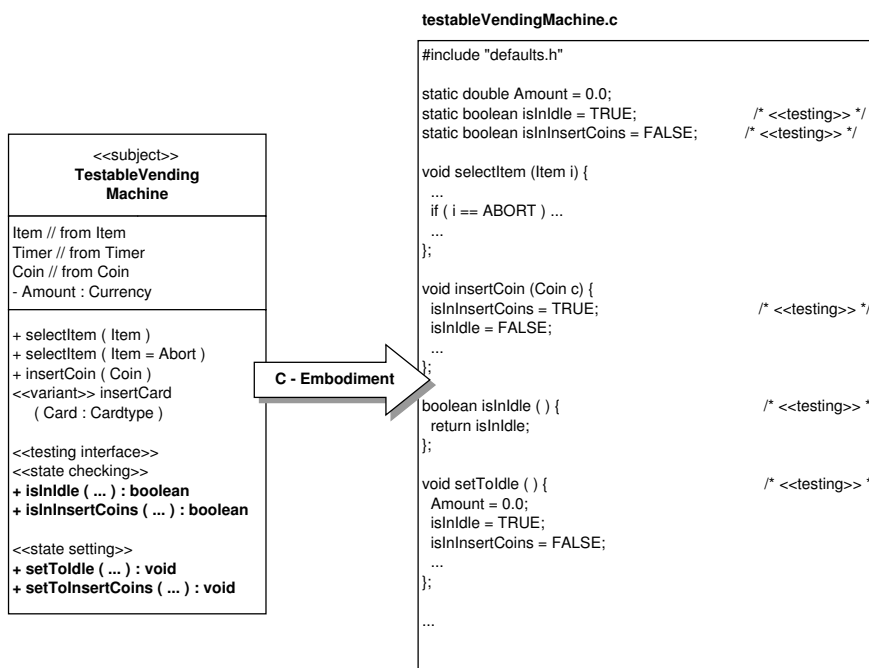 testableVendingMachine.c
#include "defaults.h"
static double Amount = 0.0;
static boolean isInIdle = TRUE; /* <<testing>> */
static boolean isInInsertCoins = FALSE; /* <<testing>> */
void selectItem (Item i) {
...
if ( i == ABORT ) ...
...
};
void insertCoin (Coin c) {
isInInsertCoins = TRUE; /* <<testing>> */
isInIdle = FALSE;
...
};
boolean isInIdle ( ) { /* <<testing>> *
return isInIdle;
};
void setToIdle ( ) { /* <<testing>> *
Amount = 0.0;
isInIdle = TRUE;
isInInsertCoins = FALSE;
...
};
...
<<subject>>
TestableVending
Machine
Item // from Item
Timer // from Timer
Coin // from Coin
- Amount : Currency
+ selectItem ( Item )
+ selectItem ( Item = Abort )
+ insertCoin ( Coin )
<<variant>> insertCard
( Card : Cardtype )
<<testing interface>>
<<state checking>>
+ isInIdle ( ... ) : boolean
+ isInInsertCoins ( ... ) : boolean
<<state setting>>
+ setToIdle ( ... ) : void
+ setToInsertCoins ( ... ) : void
C - Embodiment